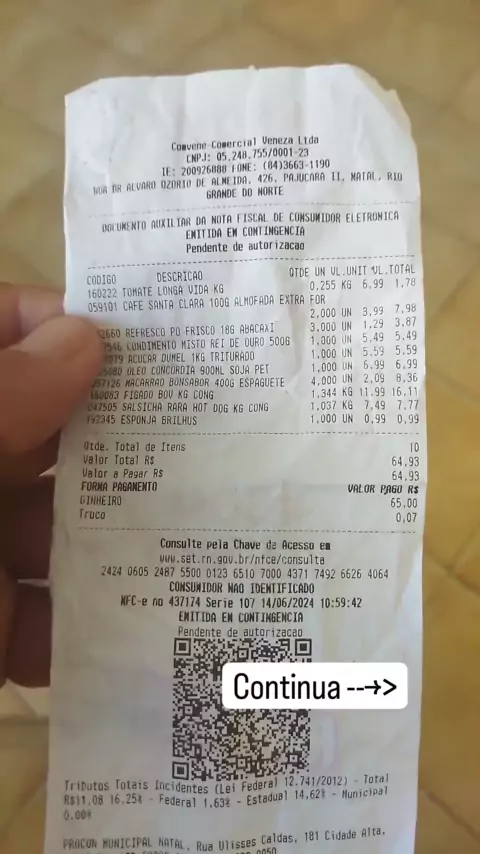 Comvene-Comercial Veneza Ltda
CNPJ: 05.248.755/0001-23
IE: 200926880 FONE: (84)3663-1190
RUA DR ALVARO OZORIO DE ALMEIDA, 426, PAJUCARA II, NATAL, RIO
GRANDE DO NORTE
DOCUMENTO AUXILIAR DA NOTA FISCAL DE CONSUMIDOR ELETRONICA
EMITIDA EM CONTINGENCIA
Pendente de autorizacao
CODIGO DESCRICAO QTDE UN VL.UNIT VL.TOTAL
160222 TOMATE LONGA VIDA KG 0,255 KG 6,99 1,78
059101 CAFE SANTA CLARA 100G ALMOFADA EXTRA FOR
2,000 UN 3,99 7,98
2660 REFRESCO PO FRISCO 18G ABACAXI 3,000 UN 1,29 3,87
546 CONDIMENTO MISTO REI DE OURO 500G 1,000 UN 5,49 5,49
879 ACUCAR DUMEL 1KG TRITURADO 1,000 UN 5,59 5,59
5080 OLEO CONCORDIA 900ML SOJA PET 1,000 UN 6,99 6,99
057126 MACARRAO BONSABOR 400G ESPAGUETE 4,000 UN 2,09 8,36
060083 FIGADO BOV KG CONG 1,344 KG 11,99 16,11
047505 SALSICHA RARA HOT DOG KG CONG 1,037 KG 7,49 7,77
192345 ESPONJA BRILHUS 1,000 UN 0,99 0,99
Qtde. Total de Itens 10
Valor Total R$ 64,93
Valor a Pagar R$ 64,93
FORMA PAGAMENTO VALOR PAGO R$
DINHEIRO 65,00
Troco 0,07
Consulte pela Chave de Acesso em
www.set.rn.gov.br/nfce/consulta
2424 0605 2487 5500 0123 6510 7000 4371 7492 6626 4064
CONSUMIDOR NAO IDENTIFICADO
NFC-e no 437174 Serie 107 14/06/2024 10:59:42
EMITIDA EM CONTINGENCIA
Pendente de autorizacao
Continua --->
Tributos Totais Incidentes (Lei Federal 12.741/2012) - Total
R$11,08 16,25% - Federal 1,63% - Estadual 14,62% - Municipal
0,00%
PROCON MUNICIPAL NATAL, Rua Ulisses Caldas, 181 Cidade Alta,